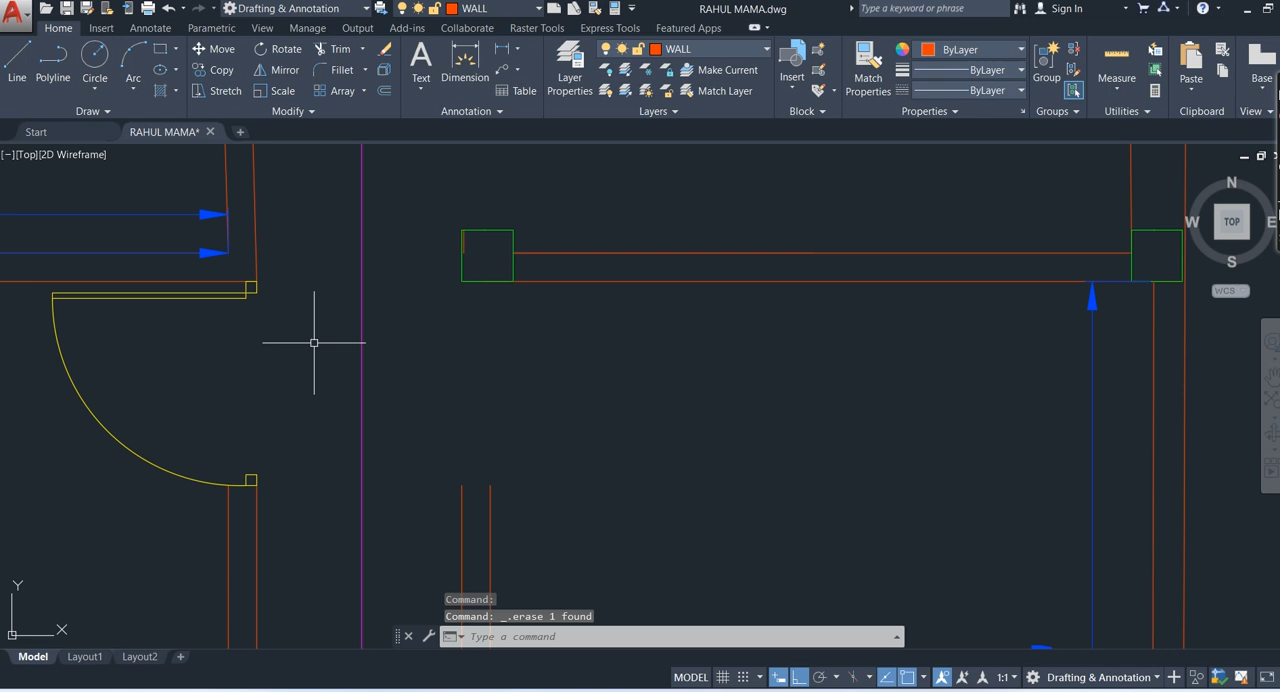 A Drafting & Annotation WALL RAHUL MAMA.dwg Type a keyword or phrase Sign In ?
Home Insert Annotate Parametric View Manage Output Add-ins Collaborate Raster Tools Express Tools Featured Apps
Move Rotate Trim WALL ByLayer
Line Polyline Circle Arc Copy Mirror Fillet Text Dimension Layer Properties Make Current Insert Match Properties ByLayer Group Measure Paste Base
Stretch Scale Array Table Match Layer ByLayer
Draw Modify Annotation Layers Block Properties Groups Utilities Clipboard View
Start RAHUL MAMA*
[−][Top][2D Wireframe]
N
W TOP E
S
WCS
Y
X
Command:
Command: _.erase 1 found
Type a command
Model Layout1 Layout2 +
MODEL 1:1 Drafting & Annotation